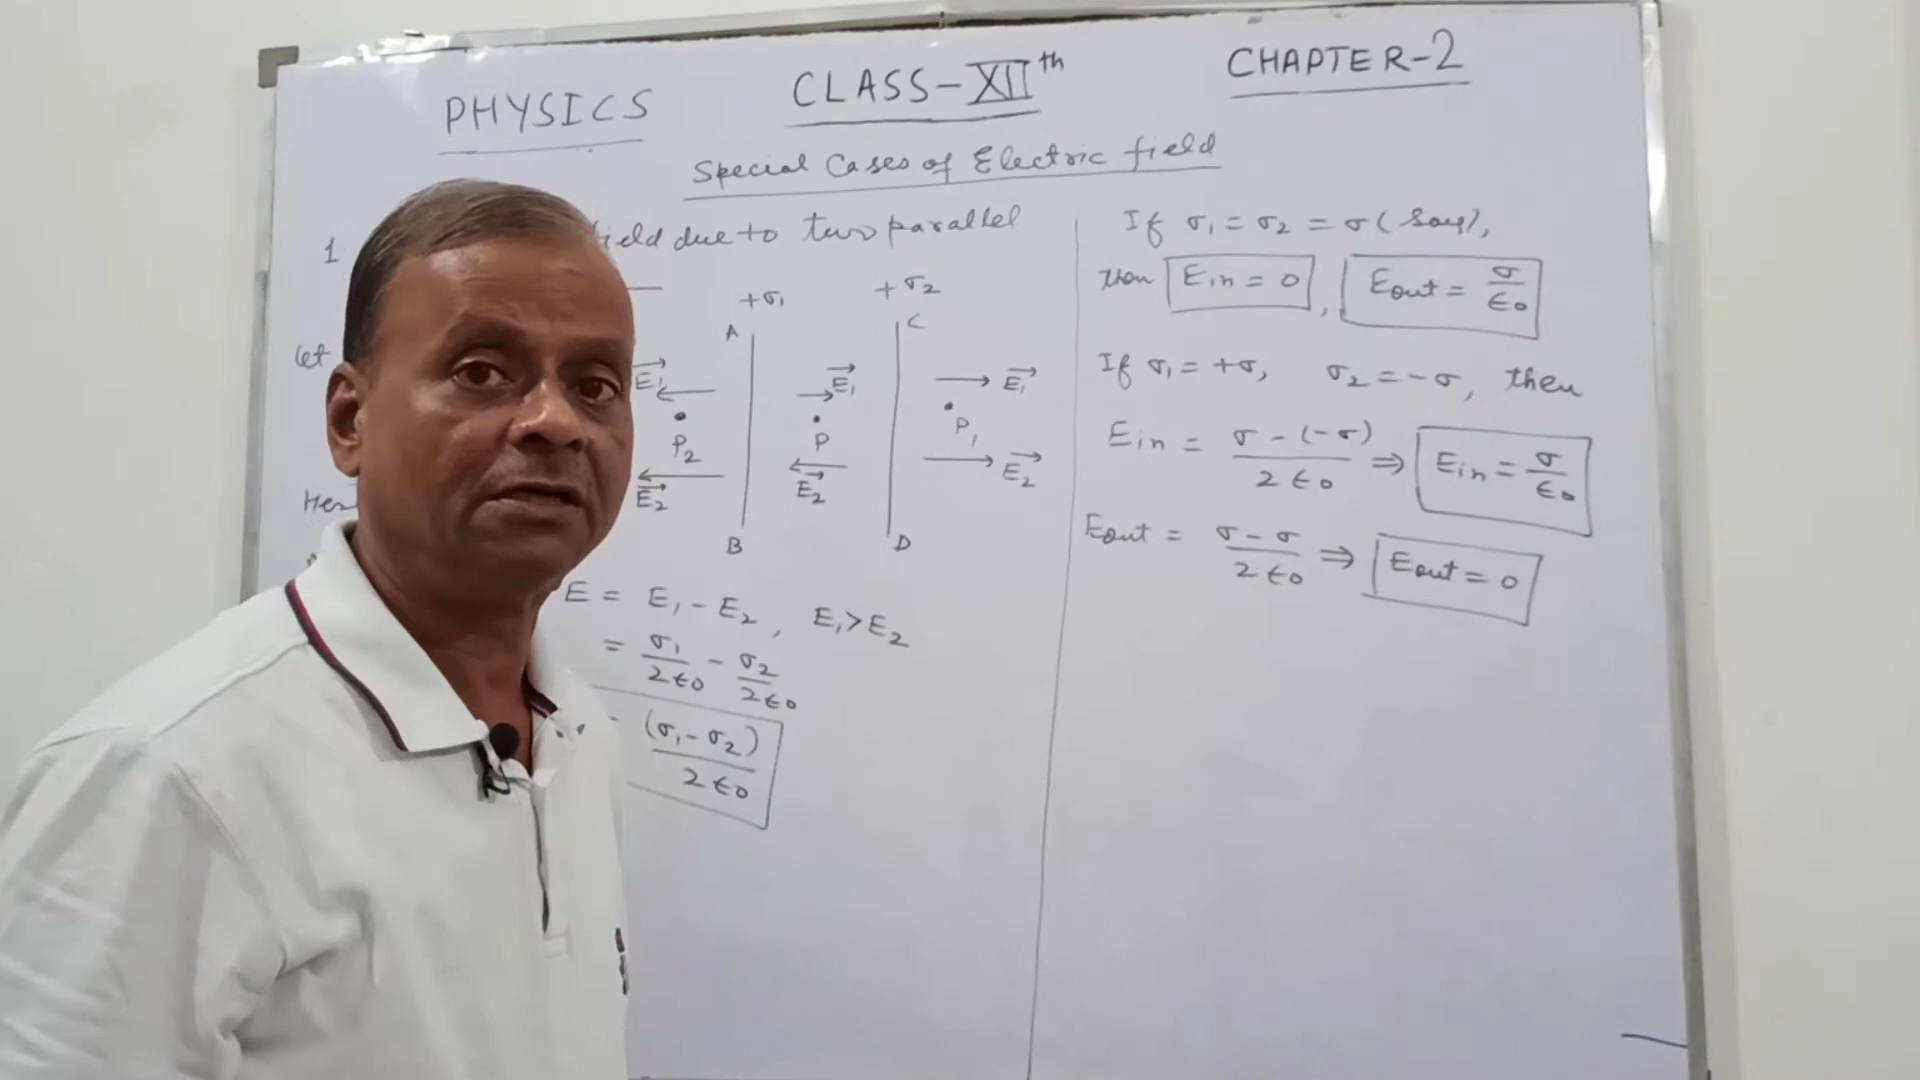 PHYSICS CLASS-XIIth CHAPTER-2
Special Cases of Electric field
1 field due to two parallel
+σ₁ +σ₂
A C
Let
E₁ E₁ E₁
P₂ P P₁
E₂ E₂ E₂
B D
E = E₁ - E₂, E₁>E₂
= σ₁/2ϵ₀ - σ₂/2ϵ₀
(σ₁-σ₂)/2ϵ₀
If σ₁ = σ₂ = σ (say),
then Ein = 0, Eout = σ/ϵ₀
If σ₁ = +σ, σ₂ = -σ, then
Ein = σ-(-σ)/2ϵ₀ ⇒ Ein = σ/ϵ₀
Eout = σ-σ/2ϵ₀ ⇒ Eout = 0